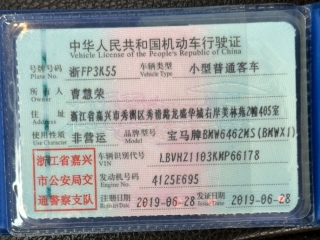 中华人民共和国机动车行驶证
Vehicle License of the People's Republic of China
号牌号码 浙FP3K55 车辆类型 小型普通客车
Plate No. Vehicle Type
所有人 曹慧荣
Owner
住址 浙江省嘉兴市秀洲区秀清路龙盛华城右岸美林苑2幢405室
Address
使用性质 非营运 品牌型号 宝马牌BMW6462MS(BMWX1)
Use Character Model
浙江省嘉兴
市公安局交
通警察支队
车辆识别代号 LBVH21103KMP66178
VIN
发动机号码 4125E695
Engine No.
注册日期 2019-06-28 发证日期 2019-06-28
Register Date Issue Date